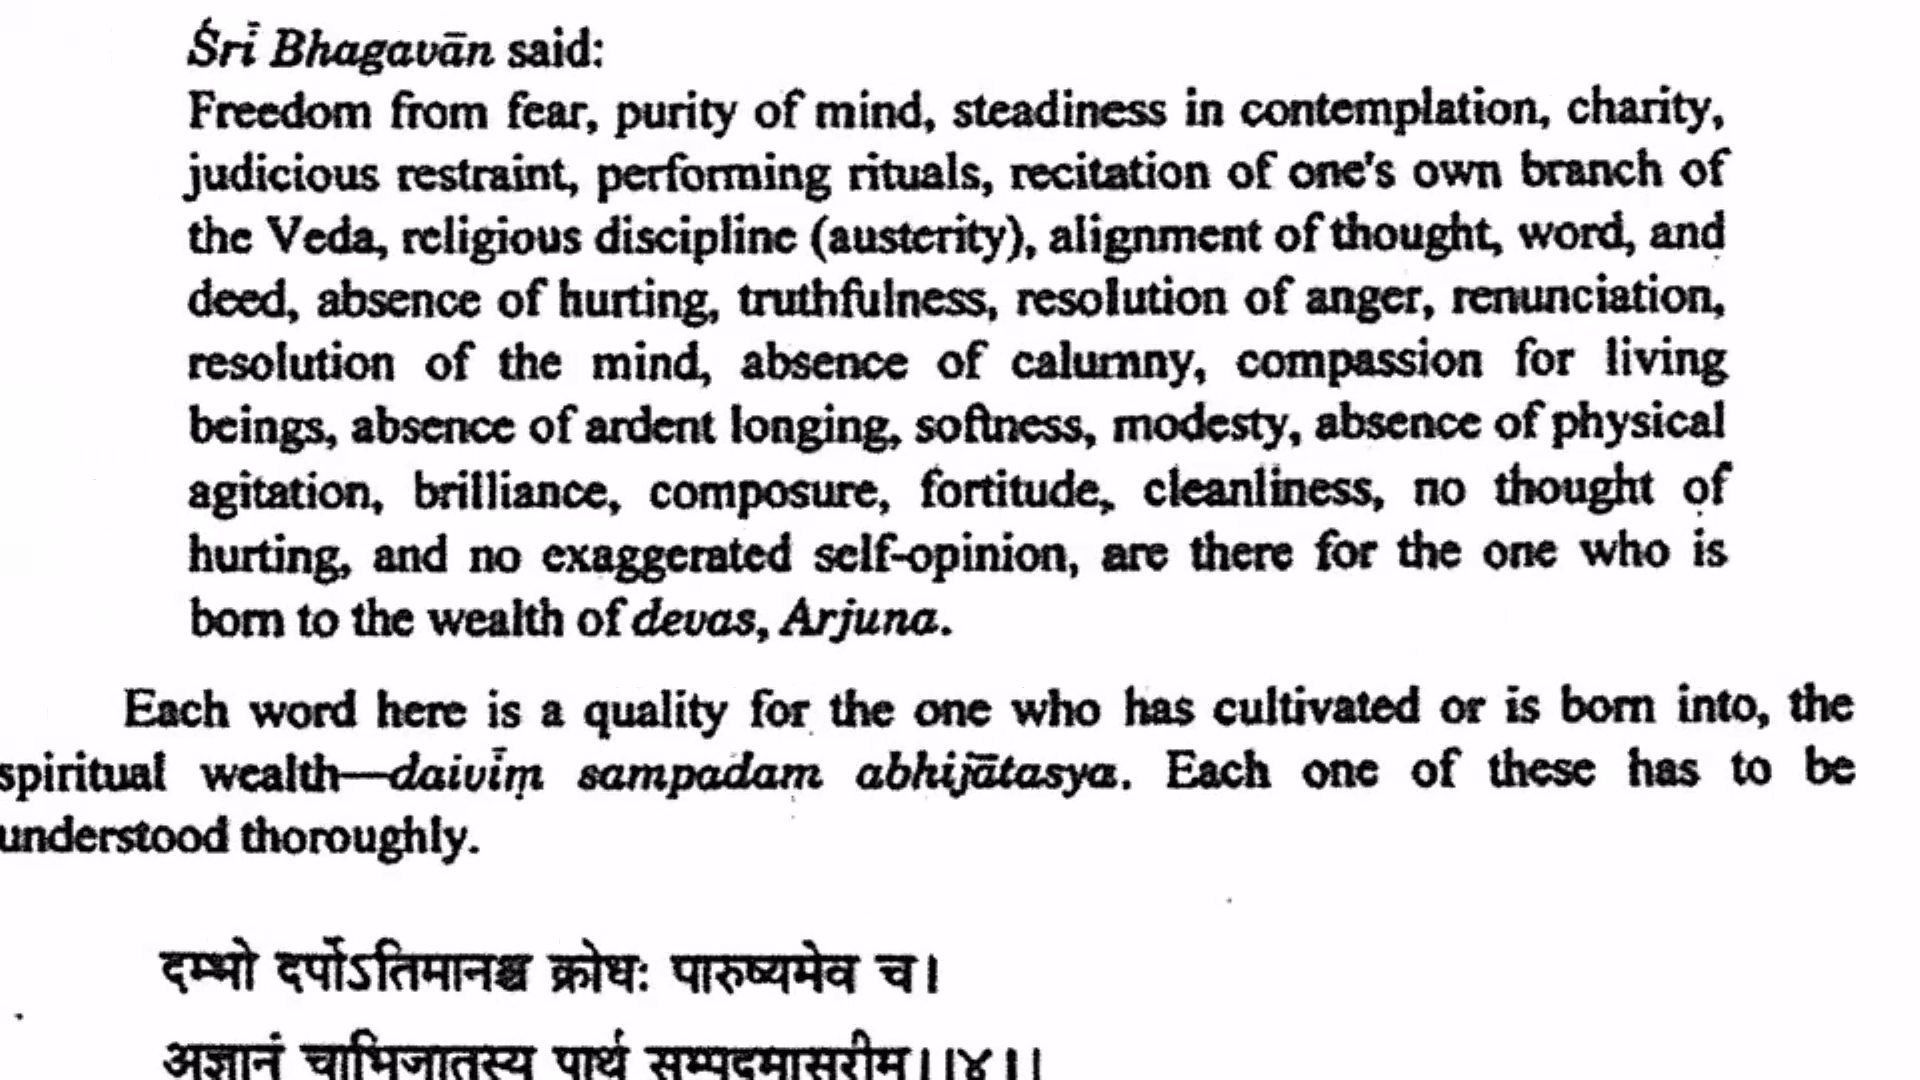 Śrī Bhagavān said:
Freedom from fear, purity of mind, steadiness in contemplation, charity,
judicious restraint, performing rituals, recitation of one's own branch of
the Veda, religious discipline (austerity), alignment of thought, word, and
deed, absence of hurting, truthfulness, resolution of anger, renunciation,
resolution of the mind, absence of calumny, compassion for living
beings, absence of ardent longing, softness, modesty, absence of physical
agitation, brilliance, composure, fortitude, cleanliness, no thought of
hurting, and no exaggerated self-opinion, are there for the one who is
born to the wealth of devas, Arjuna.
Each word here is a quality for the one who has cultivated or is born into, the
spiritual wealth—daivīṃ sampadam abhijātasya. Each one of these has to be
understood thoroughly.
दम्भो दर्पोऽतिमानश्च क्रोधः पारुष्यमेव च।
अज्ञानं चाभिजातस्य पार्थ सम्पदमासुरीम्।।४।।